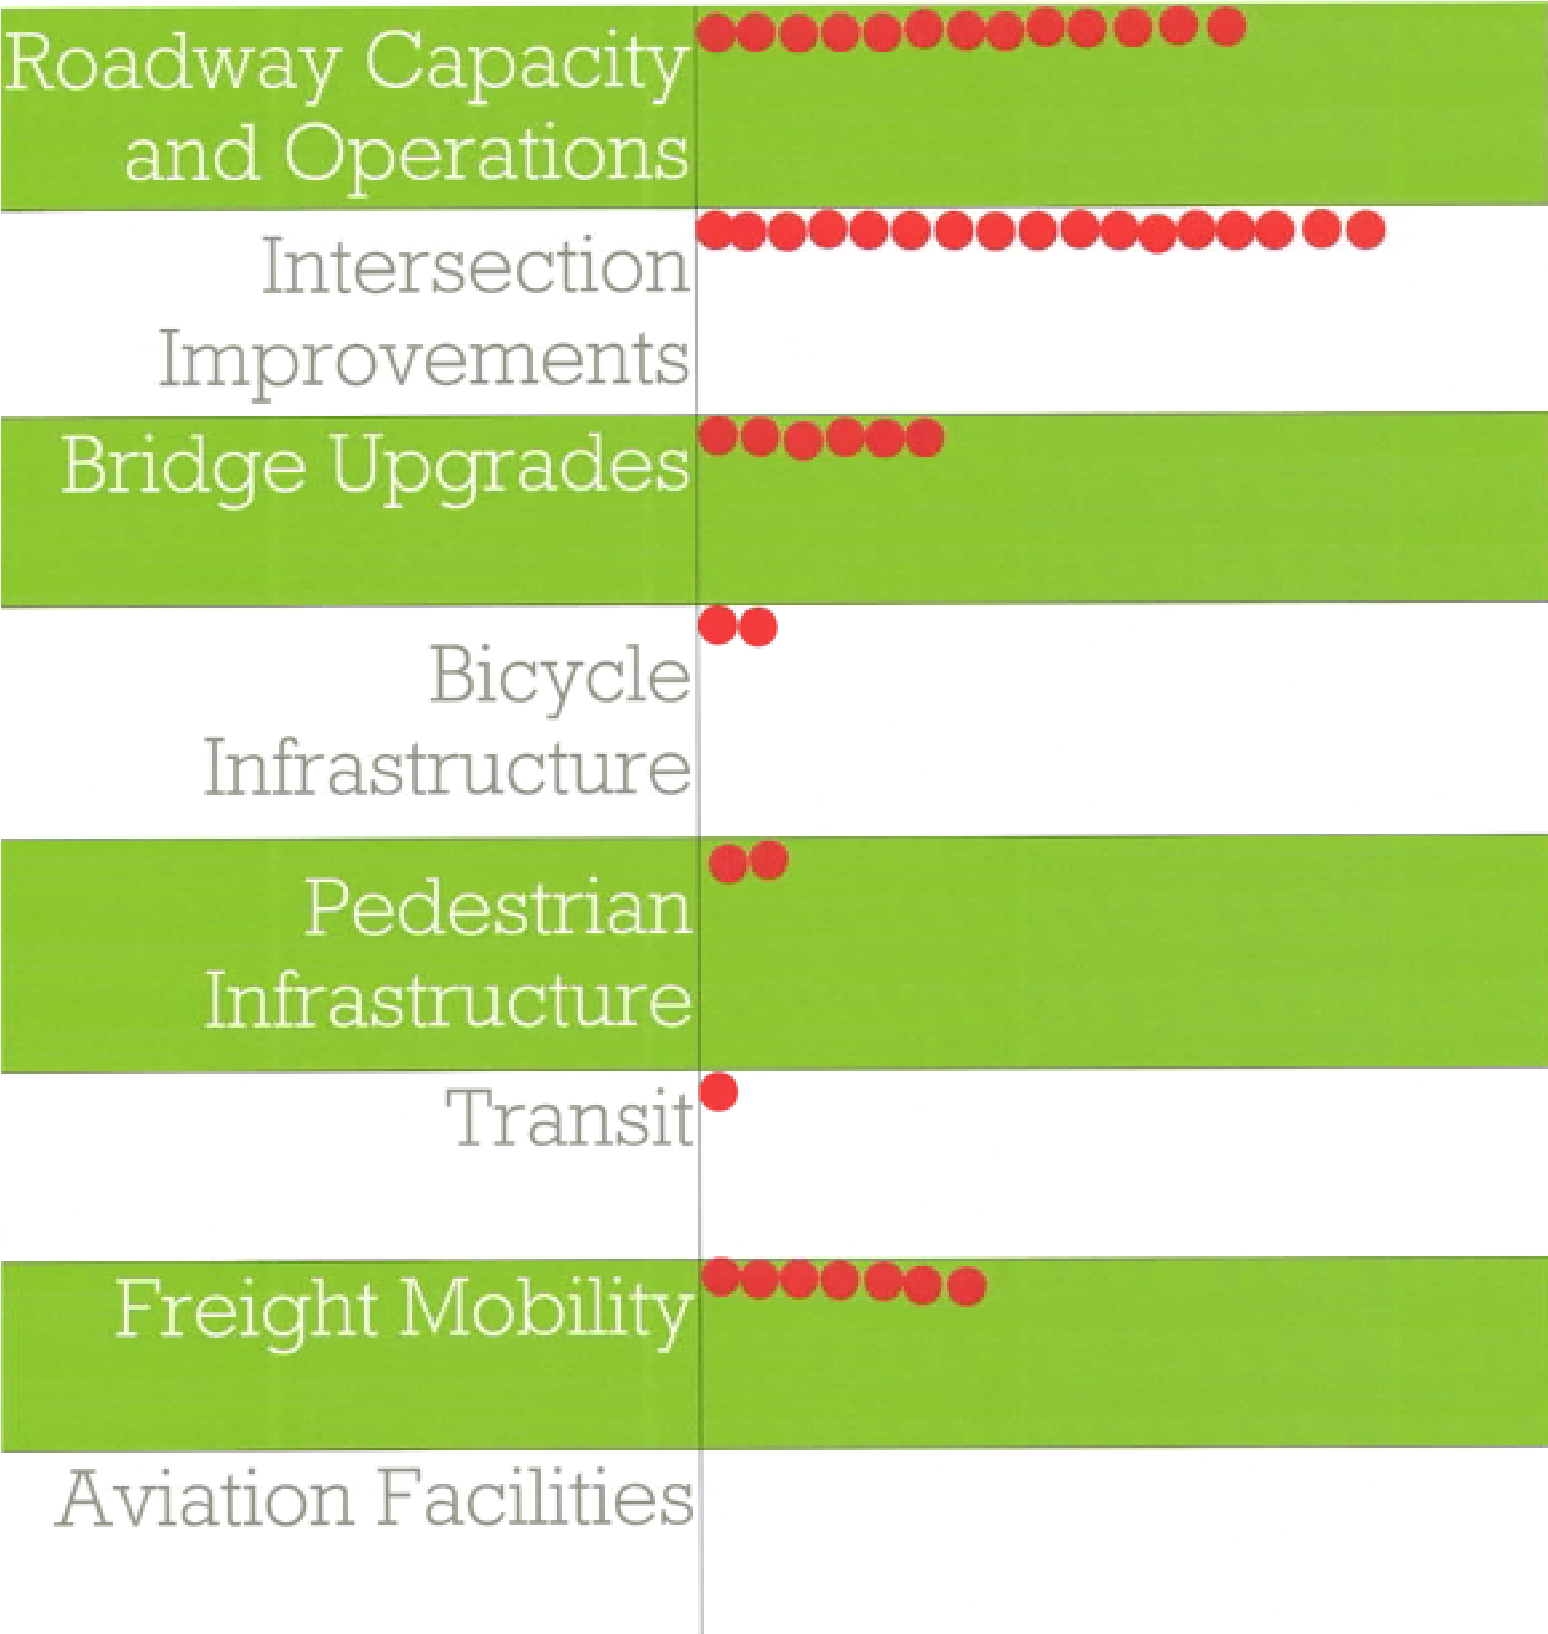 Roadway Capacity
and Operations
Intersection
Improvements
Bridge Upgrades
Bicycle
Infrastructure
Pedestrian
Infrastructure
Transit
Freight Mobility
Aviation Facilities